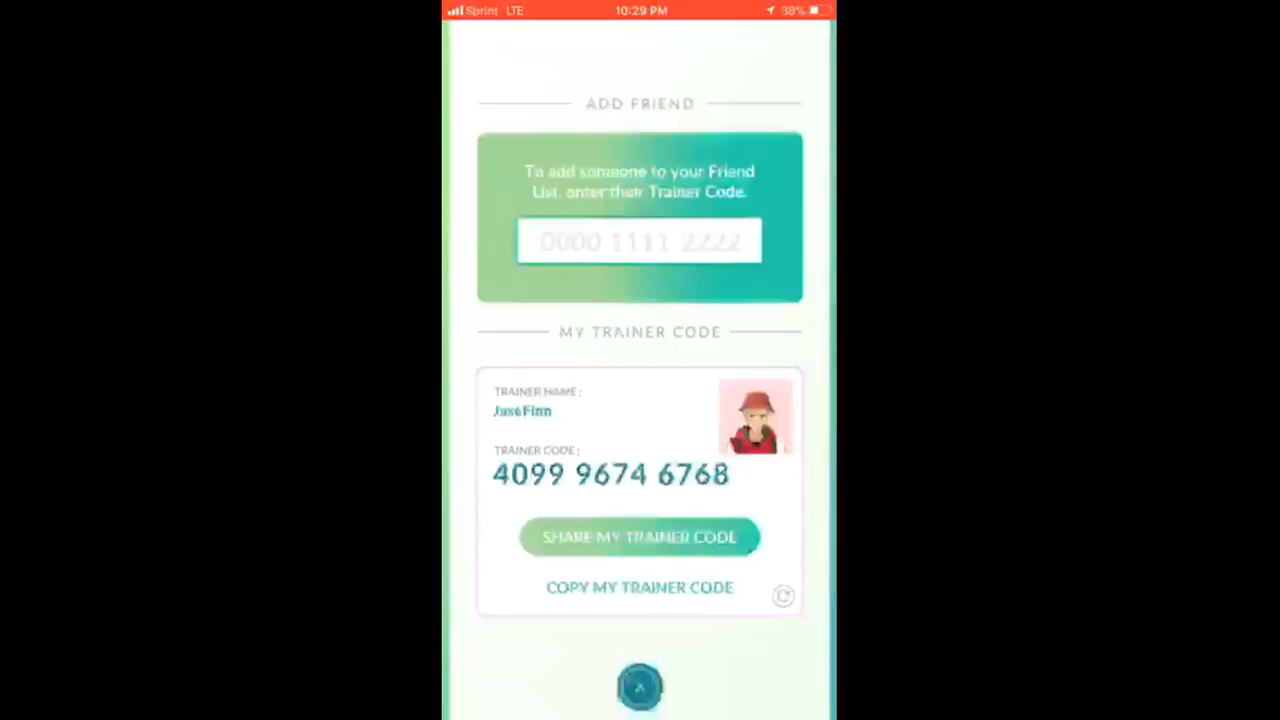 Sprint LTE 10:29 PM 38%
ADD FRIEND
To add someone to your Friend
List, enter their Trainer Code.
0000 1111 2222
MY TRAINER CODE
TRAINER NAME:
JaseFinn
TRAINER CODE:
4099 9674 6768
SHARE MY TRAINER CODE
COPY MY TRAINER CODE